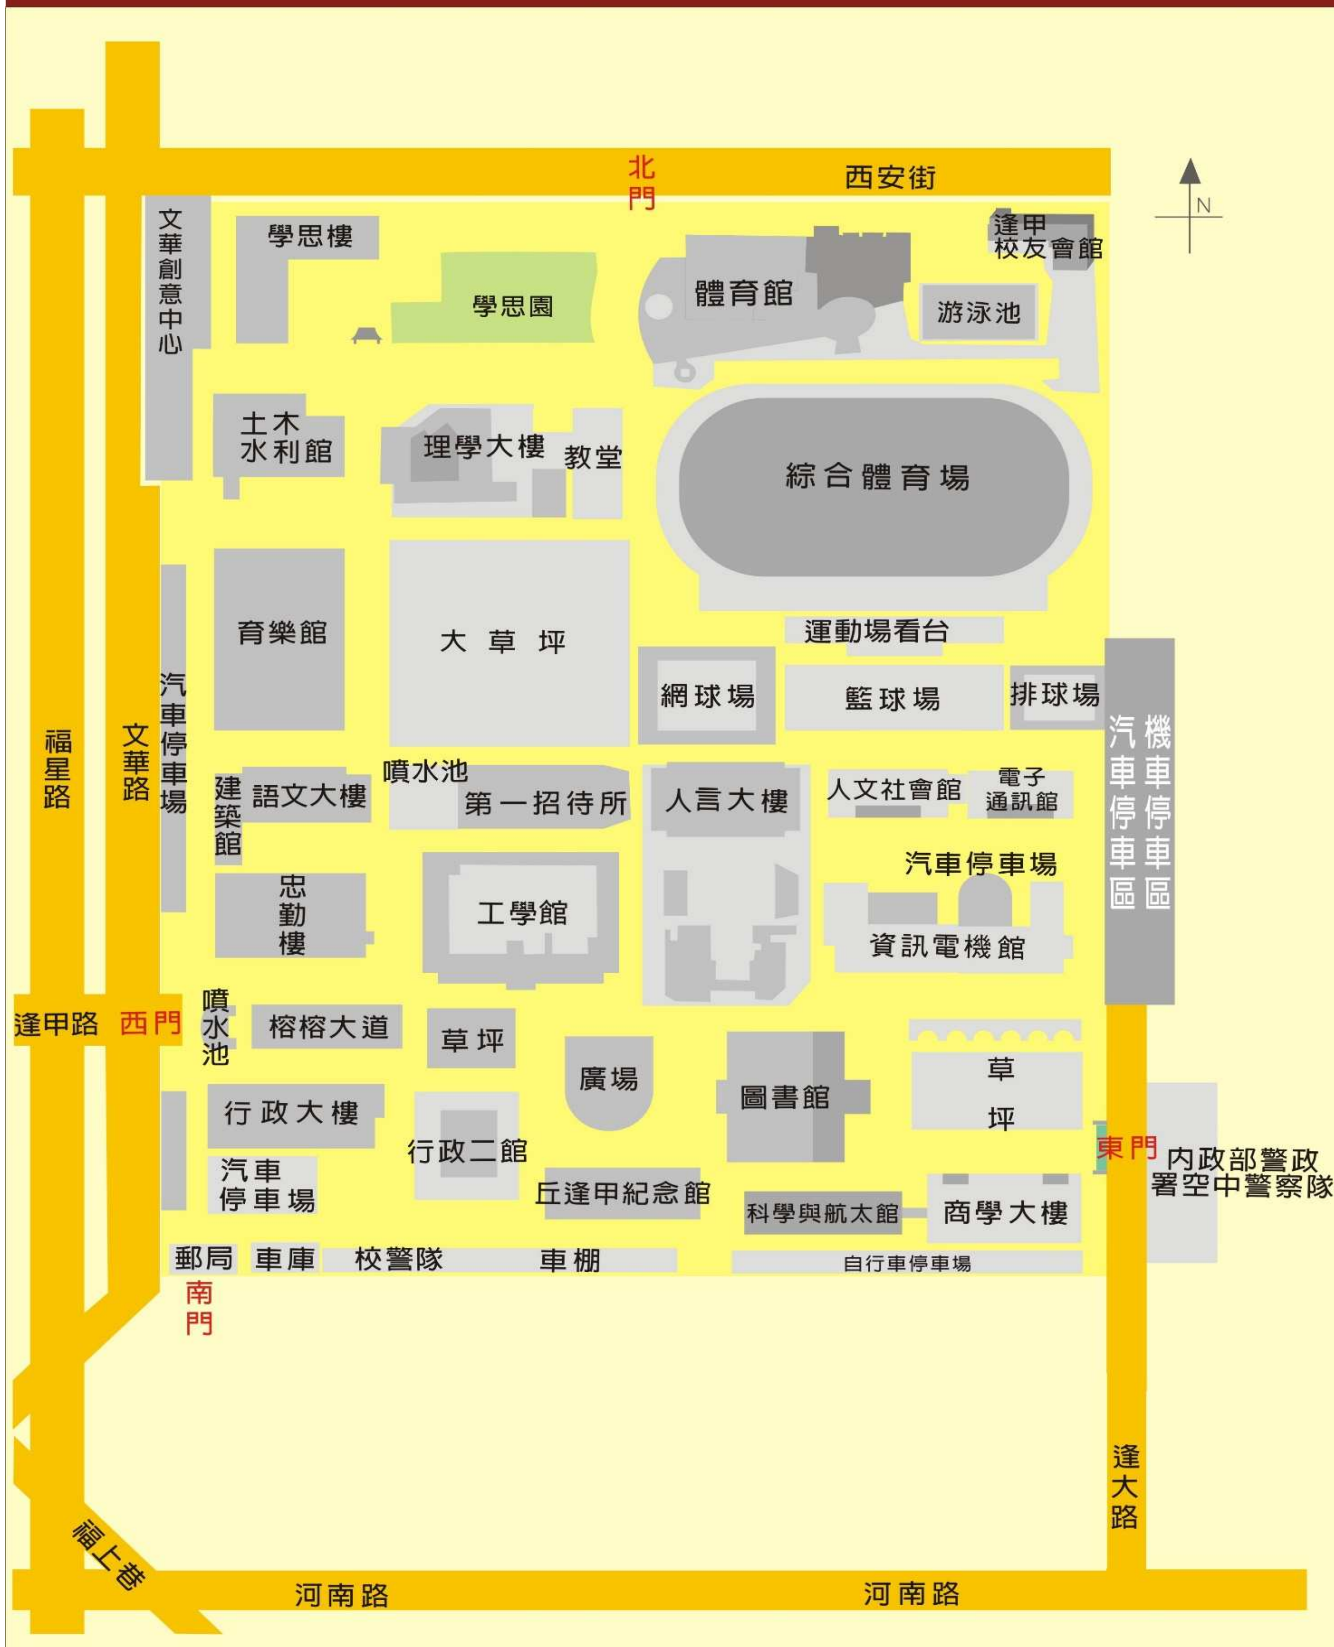 北門
西安街
N
文華創意中心
學思樓
學思園
體育館
逢甲
校友會館
游泳池
土木
水利館
理學大樓
教堂
綜合體育場
育樂館
大草坪
運動場看台
網球場
籃球場
排球場
汽車停車場
福星路
文華路
機車停車區
汽車停車區
建築館
語文大樓
噴水池
第一招待所
人言大樓
人文社會館
電子
通訊館
汽車停車場
忠勤樓
工學館
資訊電機館
逢甲路
西門
噴水池
榕榕大道
草坪
廣場
圖書館
草坪
行政大樓
行政二館
東門
內政部警政
署空中警察隊
汽車
停車場
丘逢甲紀念館
科學與航太館
商學大樓
郵局
車庫
校警隊
車棚
自行車停車場
南門
逢大路
福上巷
河南路
河南路